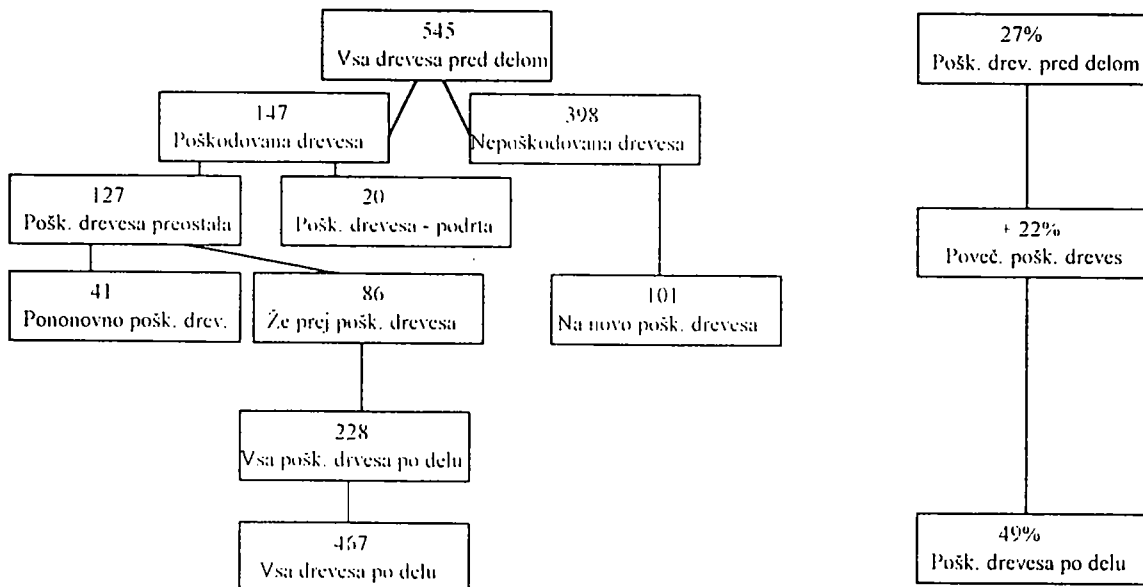 545
Vsa drevesa pred delom
27%
Pošk. drev. pred delom
147
Poškodovana drevesa
398
Nepoškodovana drevesa
127
Pošk. drevesa preostala
20
Pošk. drevesa - podrta
+ 22%
Poveč. pošk. dreves
41
Pononovno pošk. drev.
86
Že prej pošk. drevesa
101
Na novo pošk. drevesa
228
Vsa pošk. drvesa po delu
467
Vsa drevesa po delu
49%
Pošk. drevesa po delu